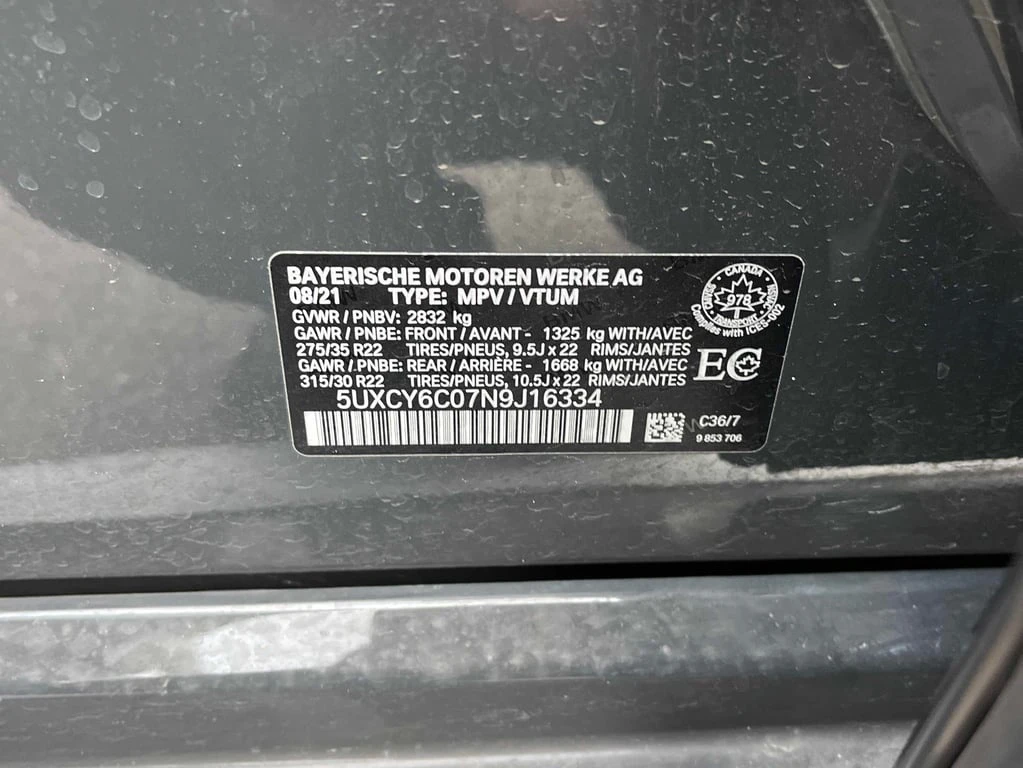 BAYERISCHE MOTOREN WERKE AG
08/21 TYPE: MPV / VTUM
GVWR / PNBV: 2832 kg
GAWR / PNBE: FRONT / AVANT - 1325 kg WITH/AVEC
275/35 R22 TIRES/PNEUS, 9.5J x 22 RIMS/JANTES
GAWR / PNBE: REAR / ARRIÈRE - 1668 kg WITH/AVEC
315/30 R22 TIRES/PNEUS, 10.5J x 22 RIMS/JANTES
5UXCY6C07N9J16334
CANADA
978
TRANSPORT
Complies with ICES-002
EC
C36/7
9 853 706